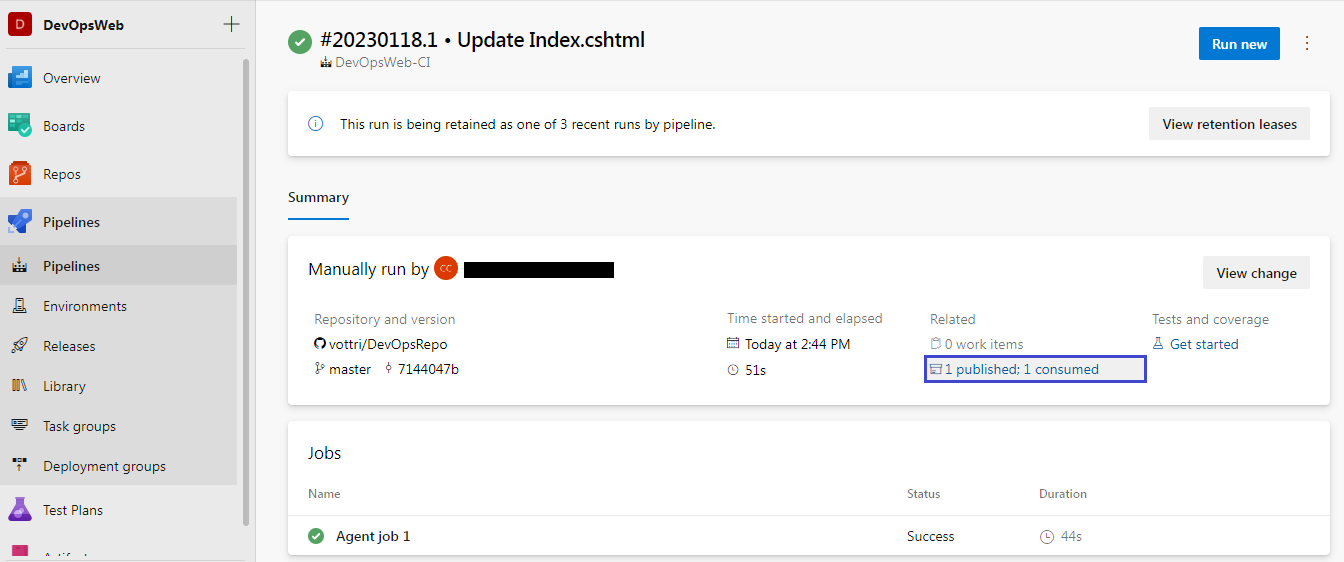 D DevOpsWeb
Overview
Boards
Repos
Pipelines
Pipelines
Environments
Releases
Library
Task groups
Deployment groups
Test Plans
#20230118.1 • Update Index.cshtml
DevOpsWeb-CI
Run new
This run is being retained as one of 3 recent runs by pipeline.
View retention leases
Summary
Manually run by CC
View change
Repository and version
vottri/DevOpsRepo
master 7144047b
Time started and elapsed
Today at 2:44 PM
51s
Related
0 work items
1 published; 1 consumed
Tests and coverage
Get started
Jobs
Name Status Duration
Agent job 1 Success 44s